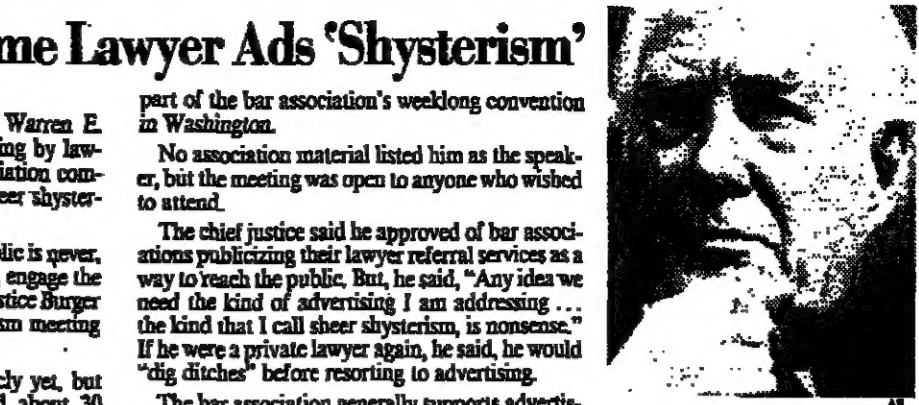 me Lawyer Ads ‘Shysterism’
Warren E.
ing by law-
iation com-
eer shyster-
lic is never,
engage the
stice Burger
sm meeting
ly yet, but
about 30
part of the bar association's weeklong convention
in Washington.
No association material listed him as the speak-
er, but the meeting was open to anyone who wished
to attend.
The chief justice said he approved of bar associ-
ations publicizing their lawyer referral services as a
way to reach the public. But, he said, “Any idea we
need the kind of advertising I am addressing ...
the kind that I call sheer shysterism, is nonsense.”
If he were a private lawyer again, he said, he would
“dig ditches” before resorting to advertising.
The bar association generally supports advertis-